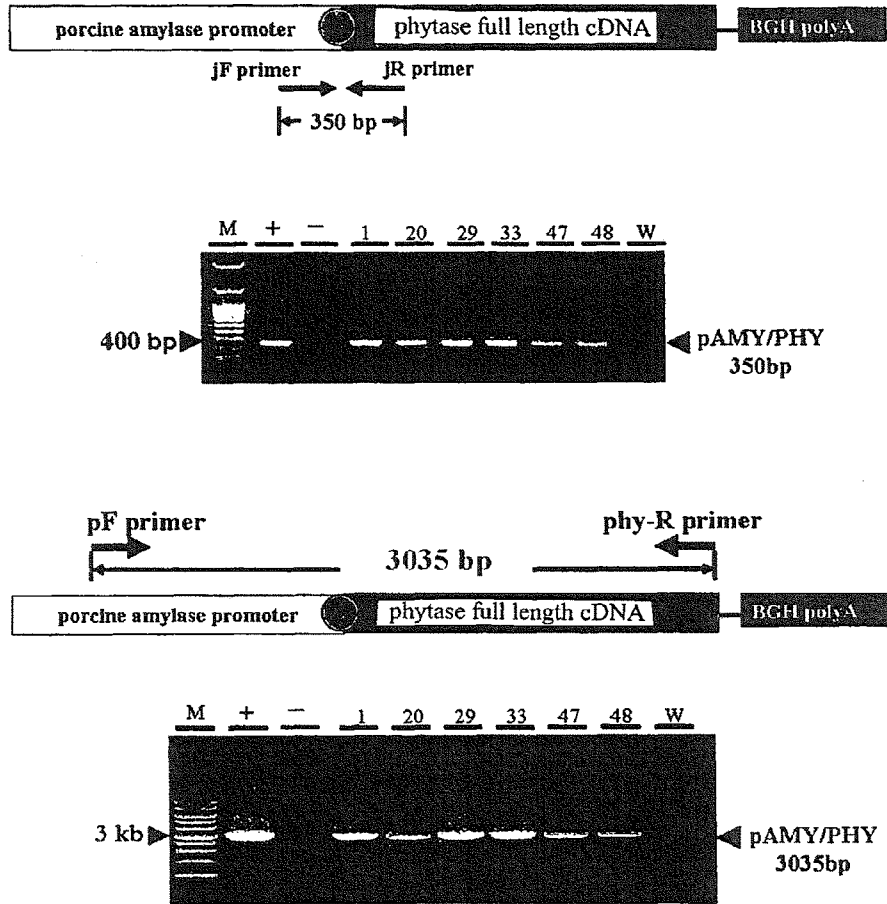 porcine amylase promoter phytase full length cDNA BGH polyA
jF primer jR primer
350 bp
M + – 1 20 29 33 47 48 W
400 bp pAMY/PHY
350bp
pF primer phy-R primer
3035 bp
porcine amylase promoter phytase full length cDNA BGH polyA
M + – 1 20 29 33 47 48 W
3 kb pAMY/PHY
3035bp